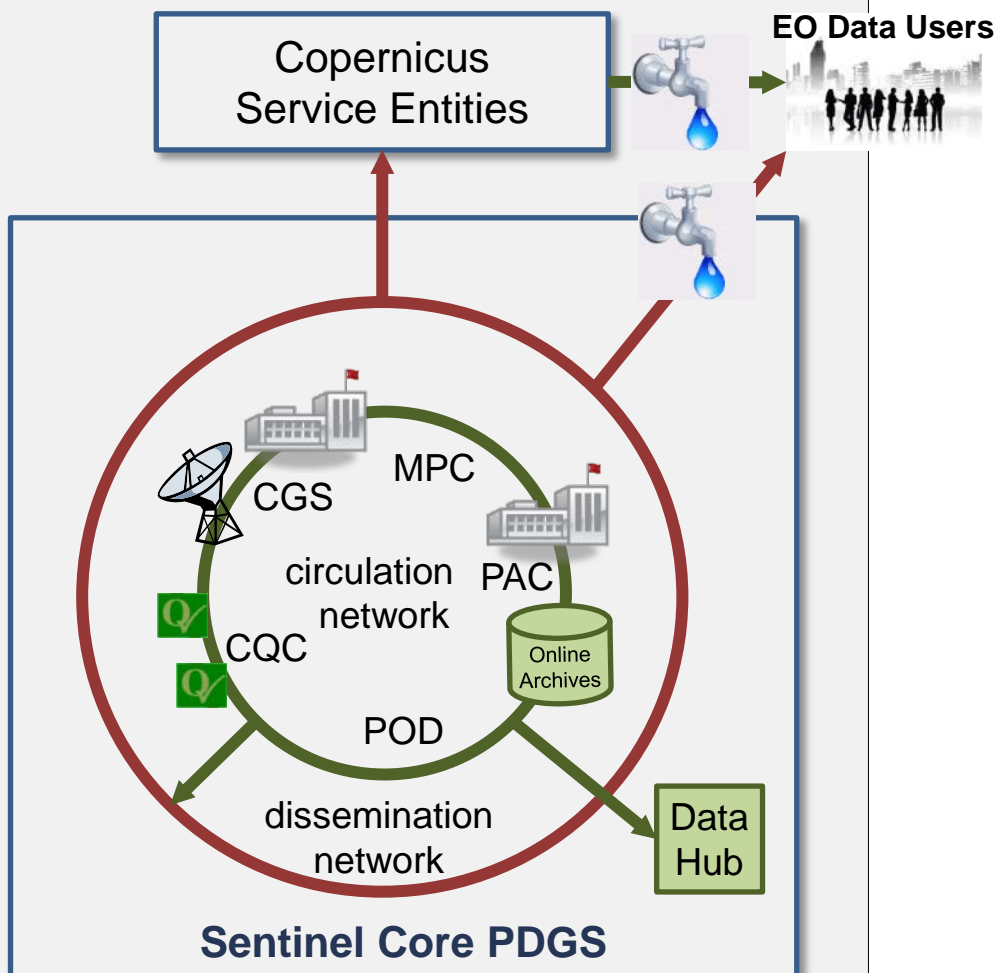 EO Data Users
Copernicus
Service Entities
MPC
CGS
circulation
network
PAC
CQC
Online
Archives
POD
dissemination
network
Data
Hub
Sentinel Core PDGS